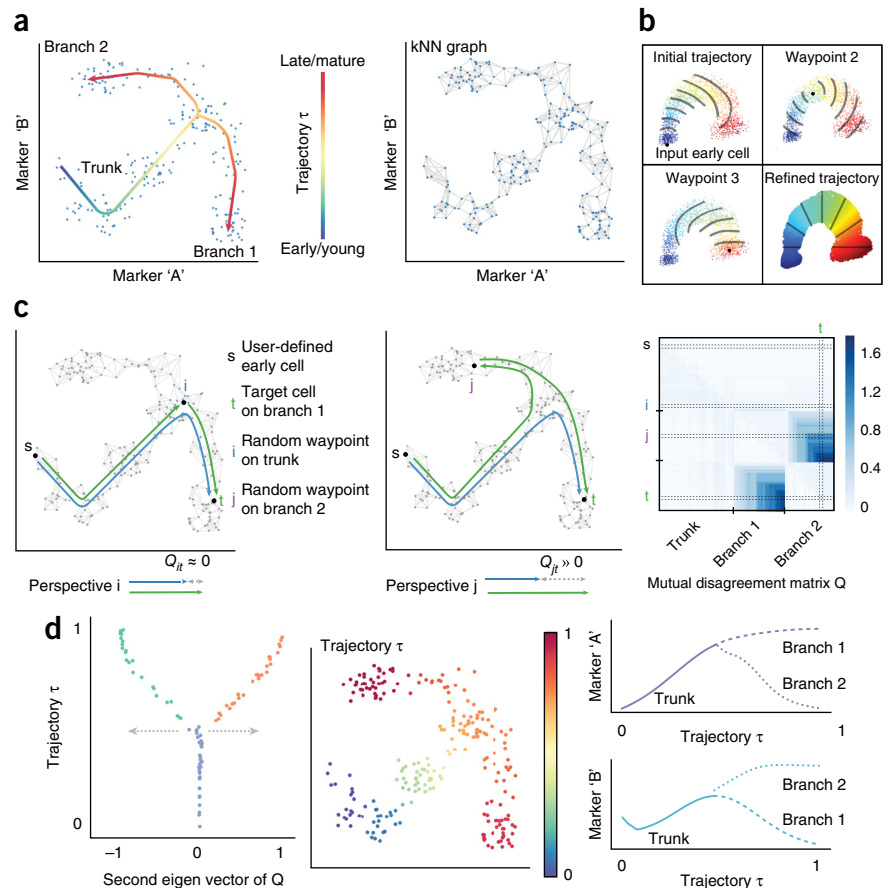 a
Branch 2
Late/mature
Trajectory τ
Early/young
Trunk
Branch 1
Marker 'B'
Marker 'A'
kNN graph
Marker 'B'
Marker 'A'
b
Initial trajectory
Waypoint 2
Input early cell
Waypoint 3
Refined trajectory
c
s
i
t
s User-defined
early cell
t Target cell
on branch 1
i Random waypoint
on trunk
j Random waypoint
on branch 2
Qit ≈ 0
Perspective i
s
j
t
Qjt » 0
Perspective j
t
s
i
j
t
1.6
1.2
0.8
0.4
0
Trunk
Branch 1
Branch 2
Mutual disagreement matrix Q
d
1
Trajectory τ
0
–1
0
1
Second eigen vector of Q
Trajectory τ
1
0
Marker 'A'
Branch 1
Branch 2
Trunk
0
1
Trajectory τ
Marker 'B'
Branch 2
Branch 1
Trunk
0
1
Trajectory τ